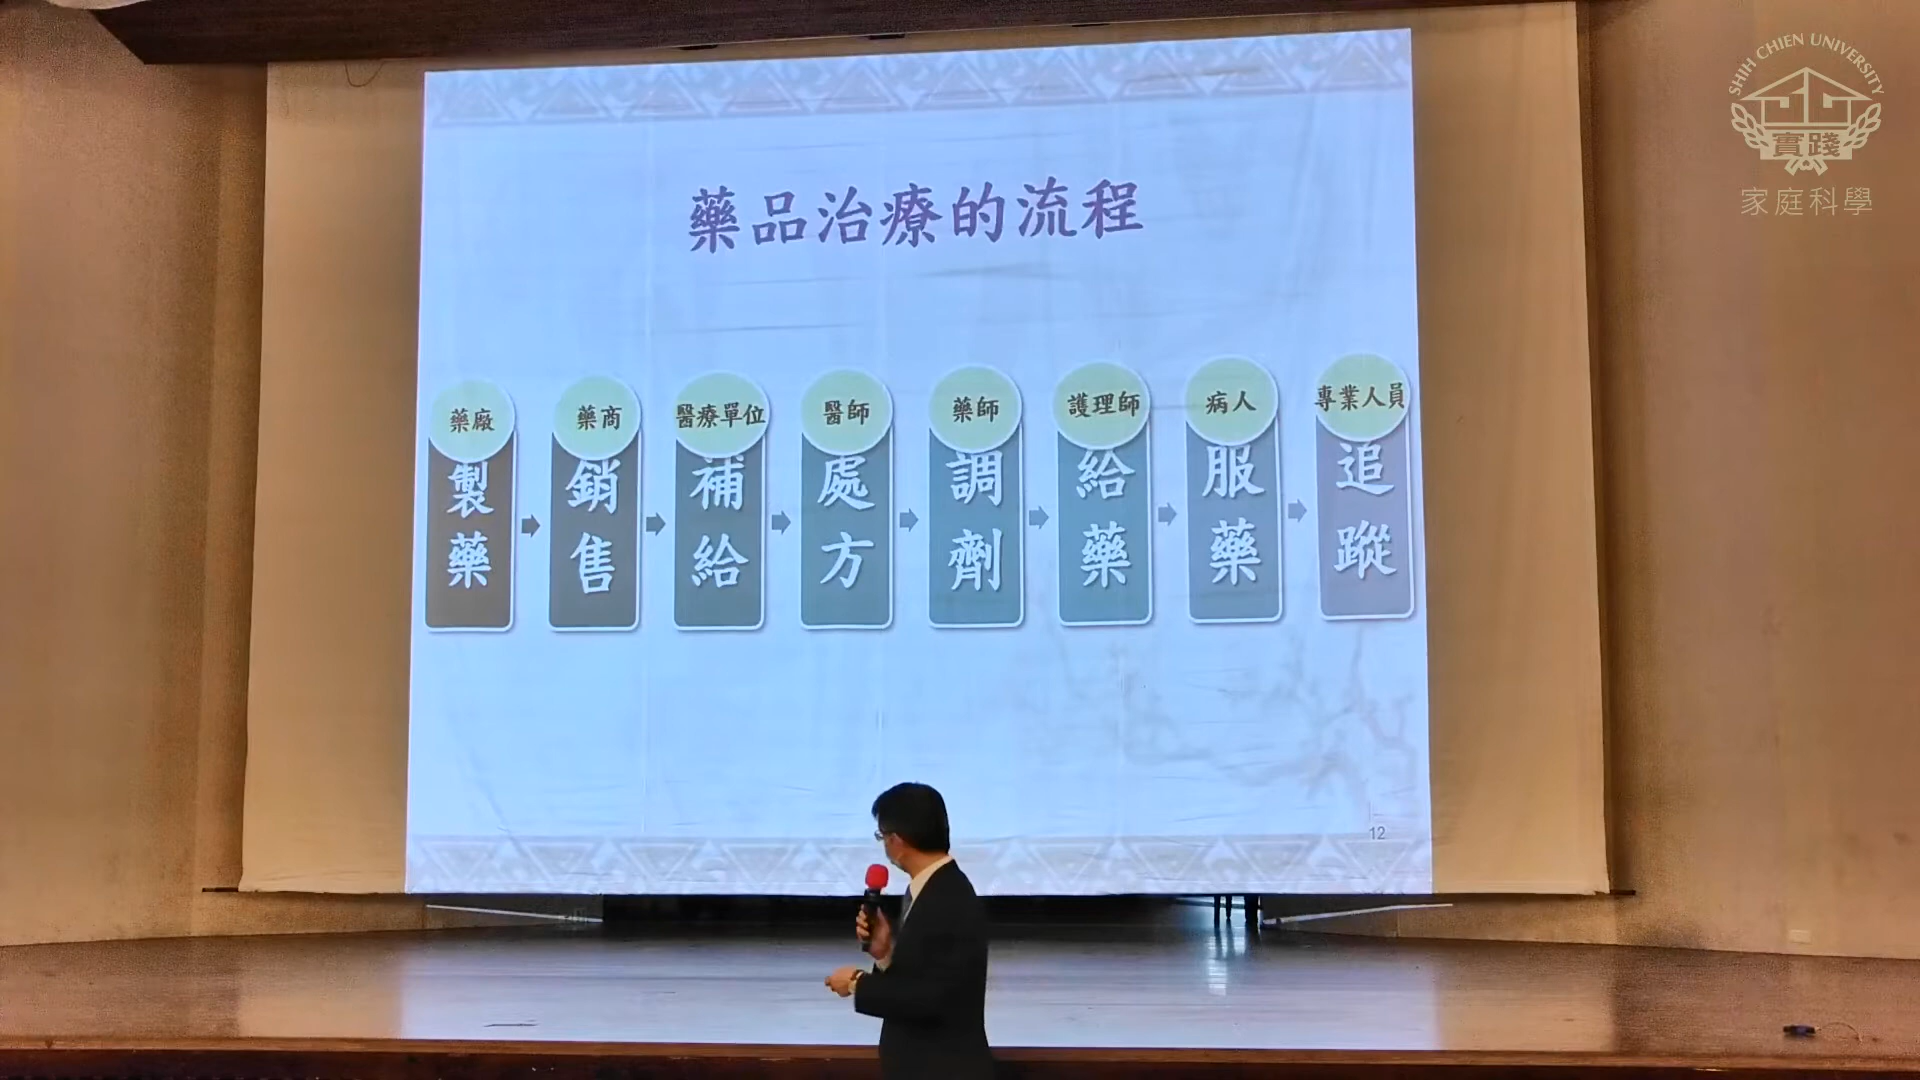 SHIH CHIEN UNIVERSITY
實踐
家庭科學
藥品治療的流程
藥廠
製藥
藥商
銷售
醫療單位
補給
醫師
處方
藥師
調劑
護理師
給藥
病人
服藥
專業人員
追蹤
12